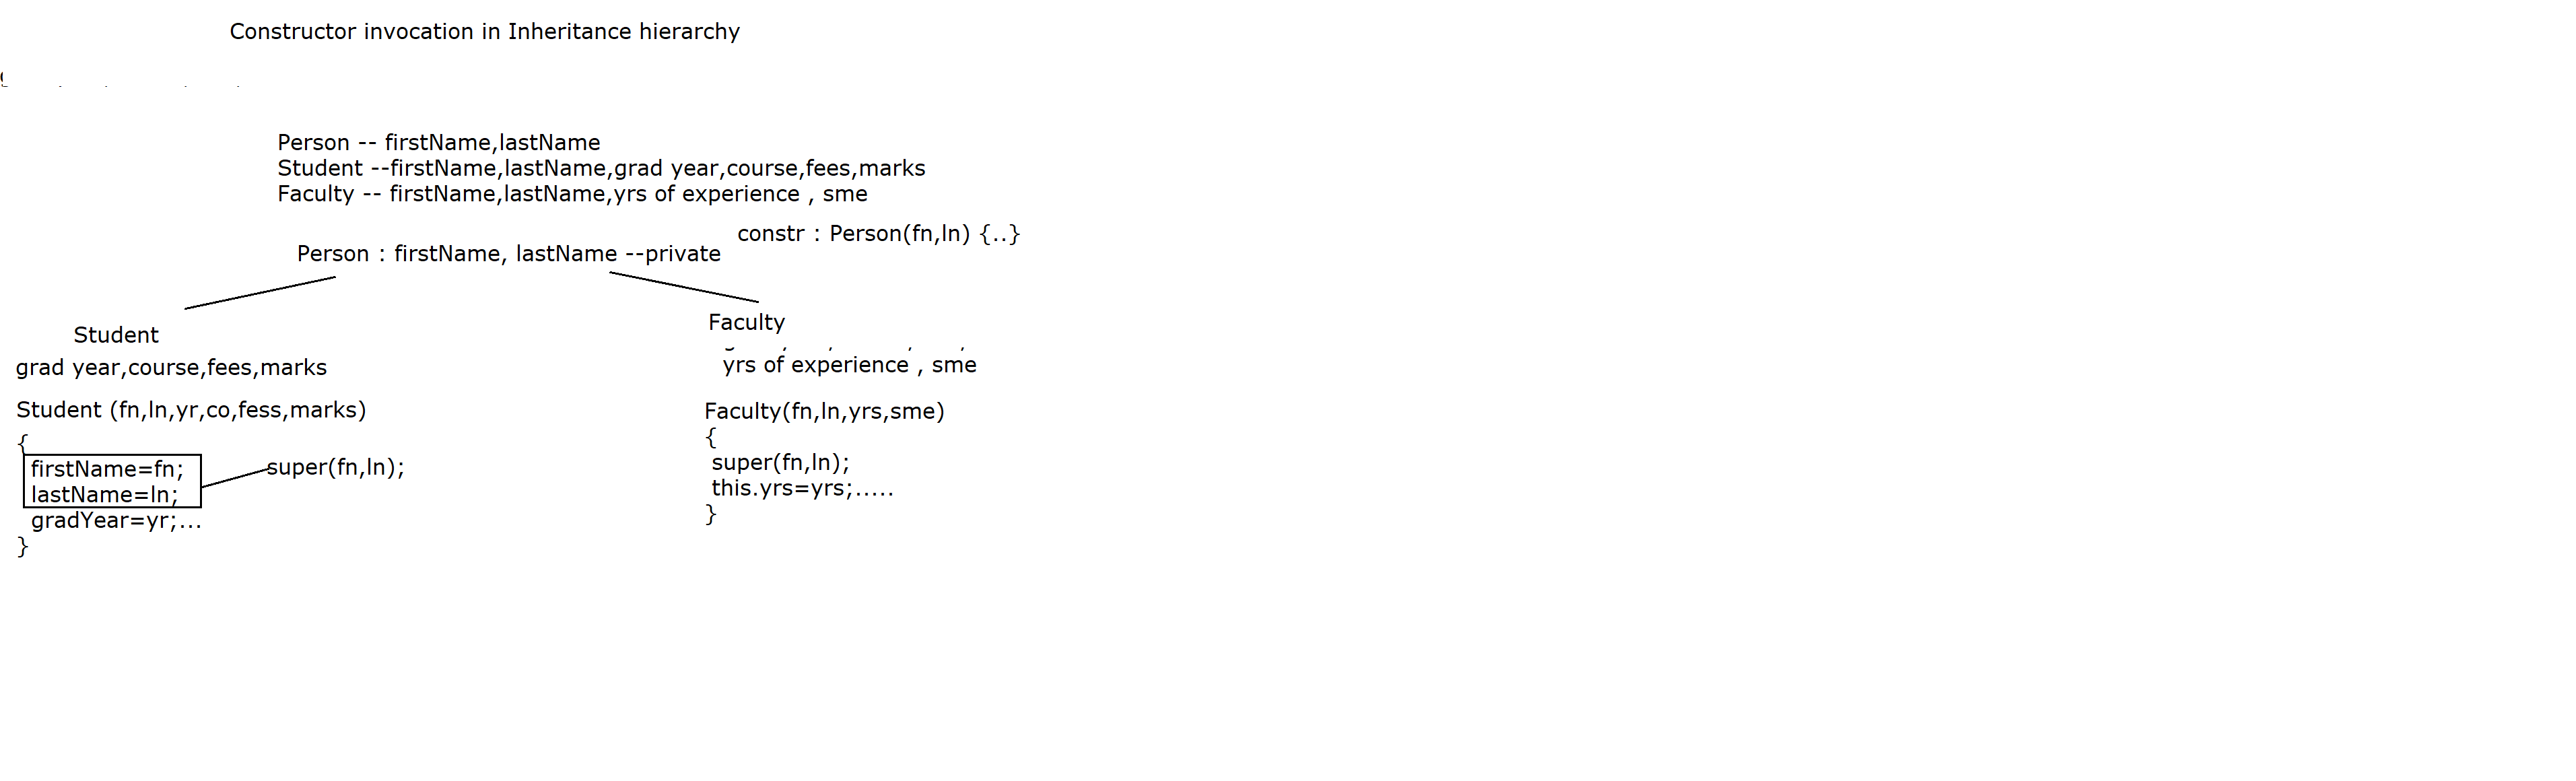 Constructor invocation in Inheritance hierarchy
Person -- firstName,lastName
Student --firstName,lastName,grad year,course,fees,marks
Faculty -- firstName,lastName,yrs of experience , sme
constr : Person(fn,ln) {..}
Person : firstName, lastName --private
Student
grad year,course,fees,marks
Student (fn,ln,yr,co,fess,marks)
{
firstName=fn;
lastName=ln;
super(fn,ln);
gradYear=yr;...
}
Faculty
yrs of experience , sme
Faculty(fn,ln,yrs,sme)
{
super(fn,ln);
this.yrs=yrs;.....
}